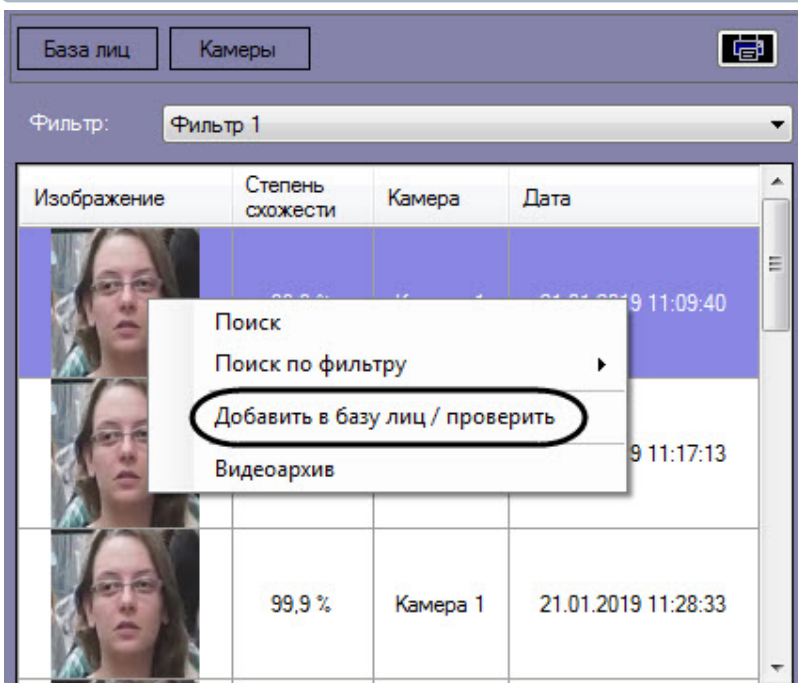 База лиц Камеры
Фильтр: Фильтр 1
Изображение Степень схожести Камера Дата
9 11:09:40
Поиск
Поиск по фильтру
Добавить в базу лиц / проверить
9 11:17:13
Видеоархив
99,9 % Камера 1 21.01.2019 11:28:33